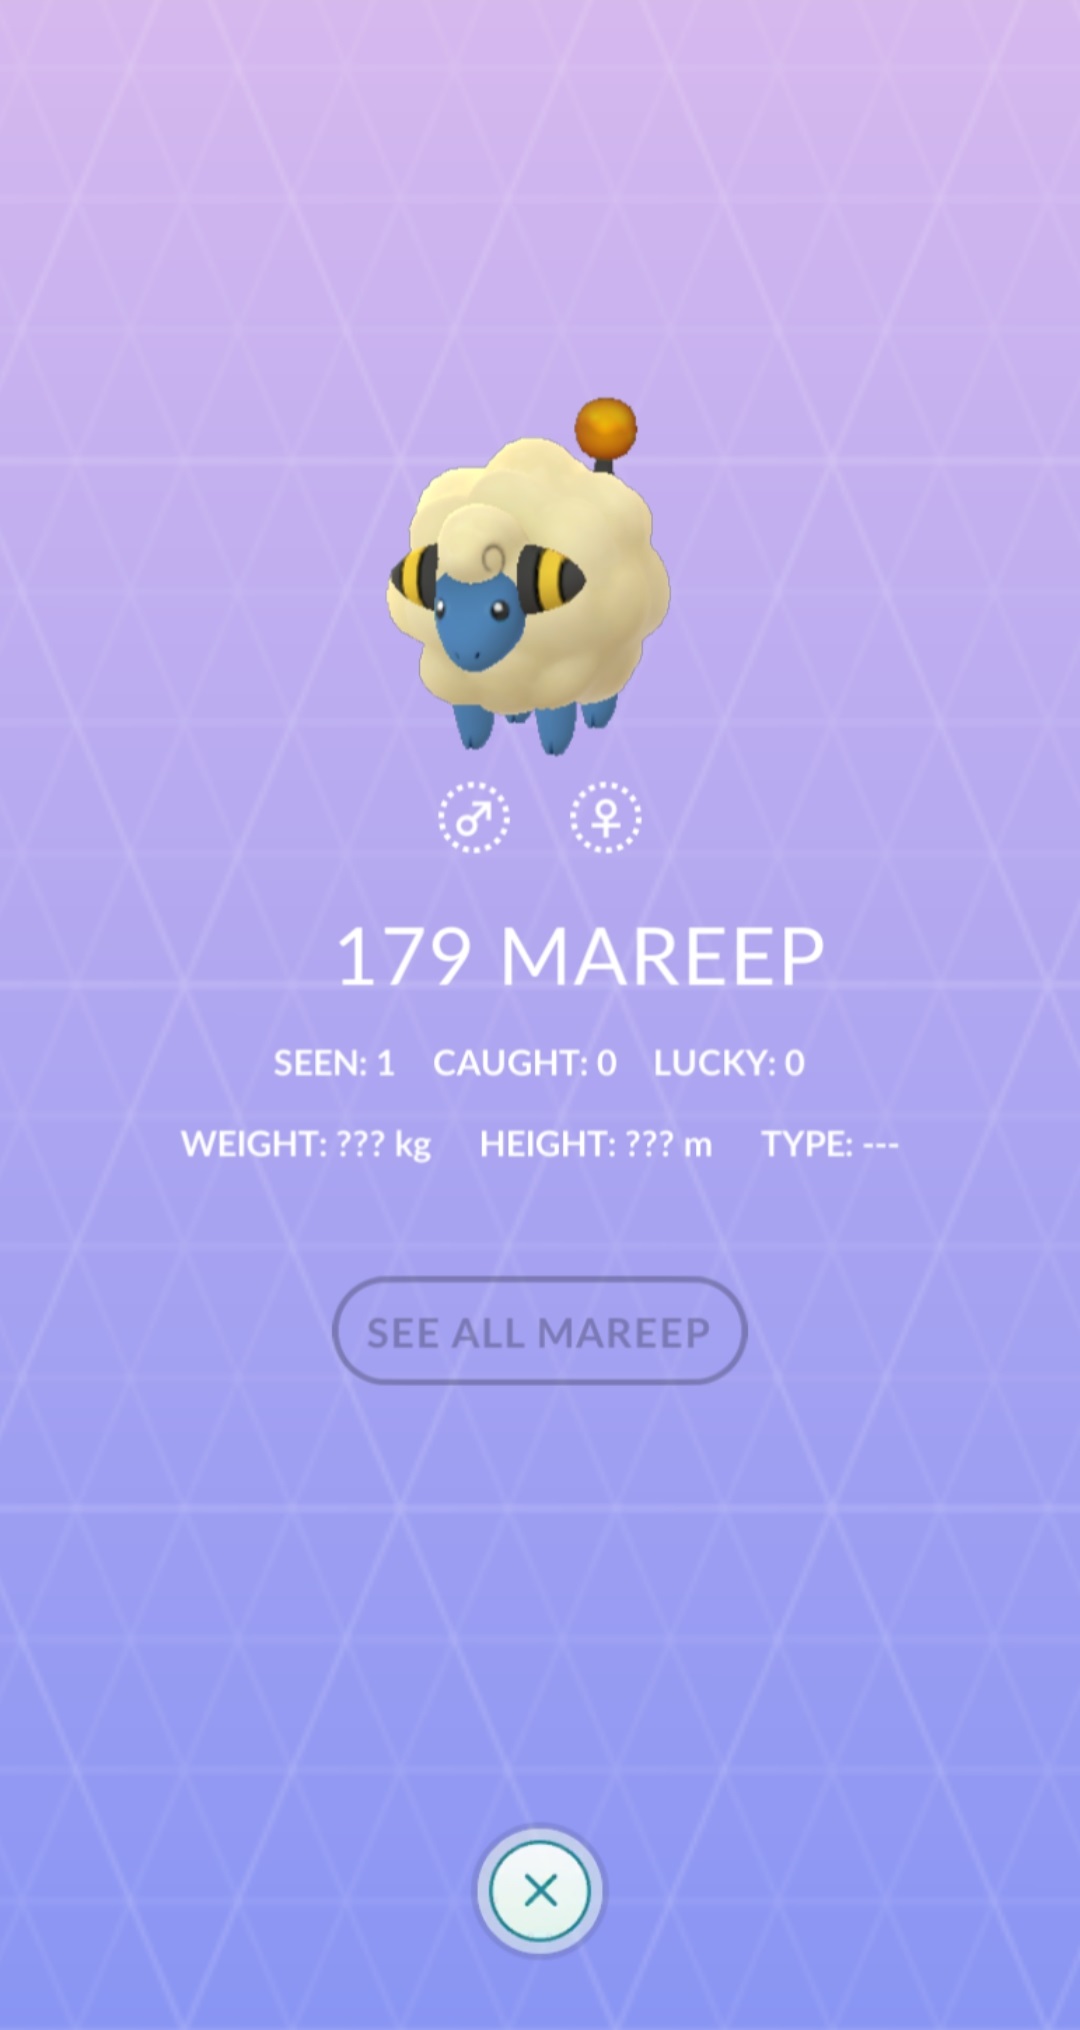 179 MAREEP
SEEN: 1 CAUGHT: 0 LUCKY: 0
WEIGHT: ??? kg HEIGHT: ??? m TYPE: ---
SEE ALL MAREEP